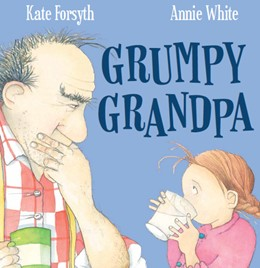 Kate Forsyth Annie White
GRUMPY
GRANDPA